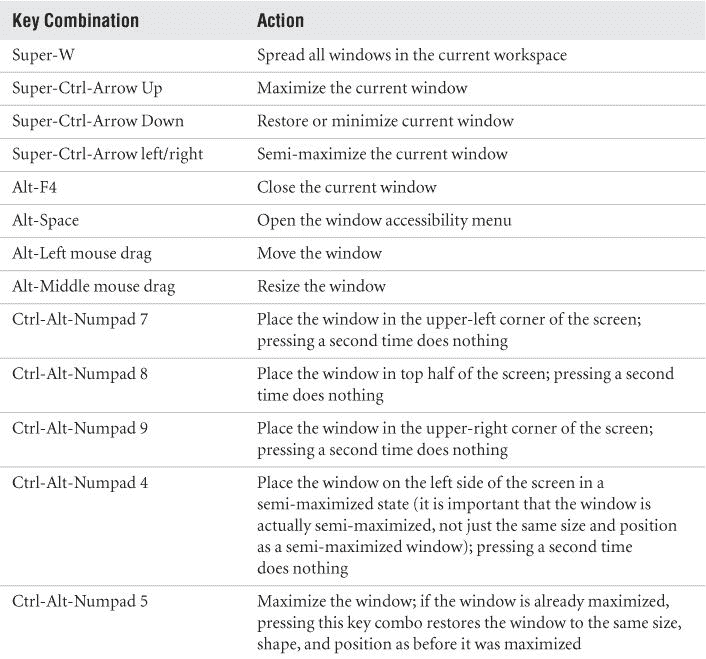 Key Combination Action
Super-W Spread all windows in the current workspace
Super-Ctrl-Arrow Up Maximize the current window
Super-Ctrl-Arrow Down Restore or minimize current window
Super-Ctrl-Arrow left/right Semi-maximize the current window
Alt-F4 Close the current window
Alt-Space Open the window accessibility menu
Alt-Left mouse drag Move the window
Alt-Middle mouse drag Resize the window
Ctrl-Alt-Numpad 7 Place the window in the upper-left corner of the screen;
pressing a second time does nothing
Ctrl-Alt-Numpad 8 Place the window in top half of the screen; pressing a second
time does nothing
Ctrl-Alt-Numpad 9 Place the window in the upper-right corner of the screen;
pressing a second time does nothing
Ctrl-Alt-Numpad 4 Place the window on the left side of the screen in a
semi-maximized state (it is important that the window is
actually semi-maximized, not just the same size and position
as a semi-maximized window); pressing a second time
does nothing
Ctrl-Alt-Numpad 5 Maximize the window; if the window is already maximized,
pressing this key combo restores the window to the same size,
shape, and position as before it was maximized